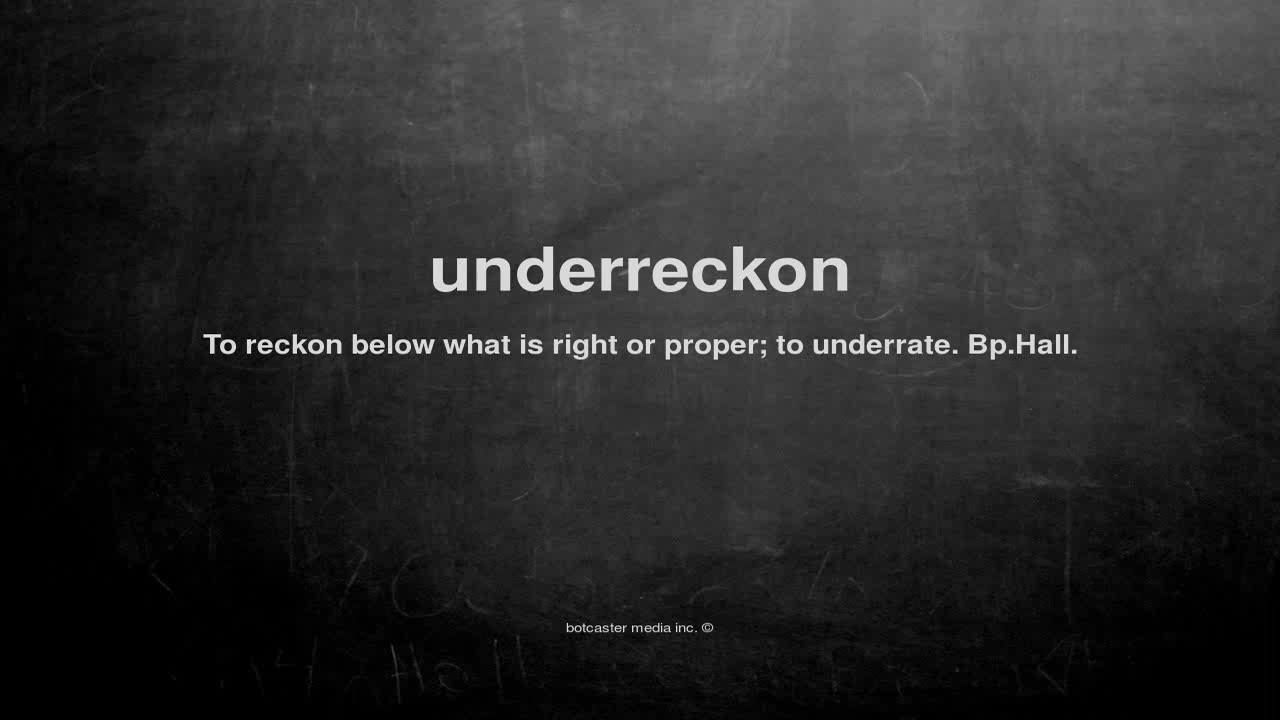 underreckon
To reckon below what is right or proper; to underrate. Bp.Hall.
botcaster media inc. ©